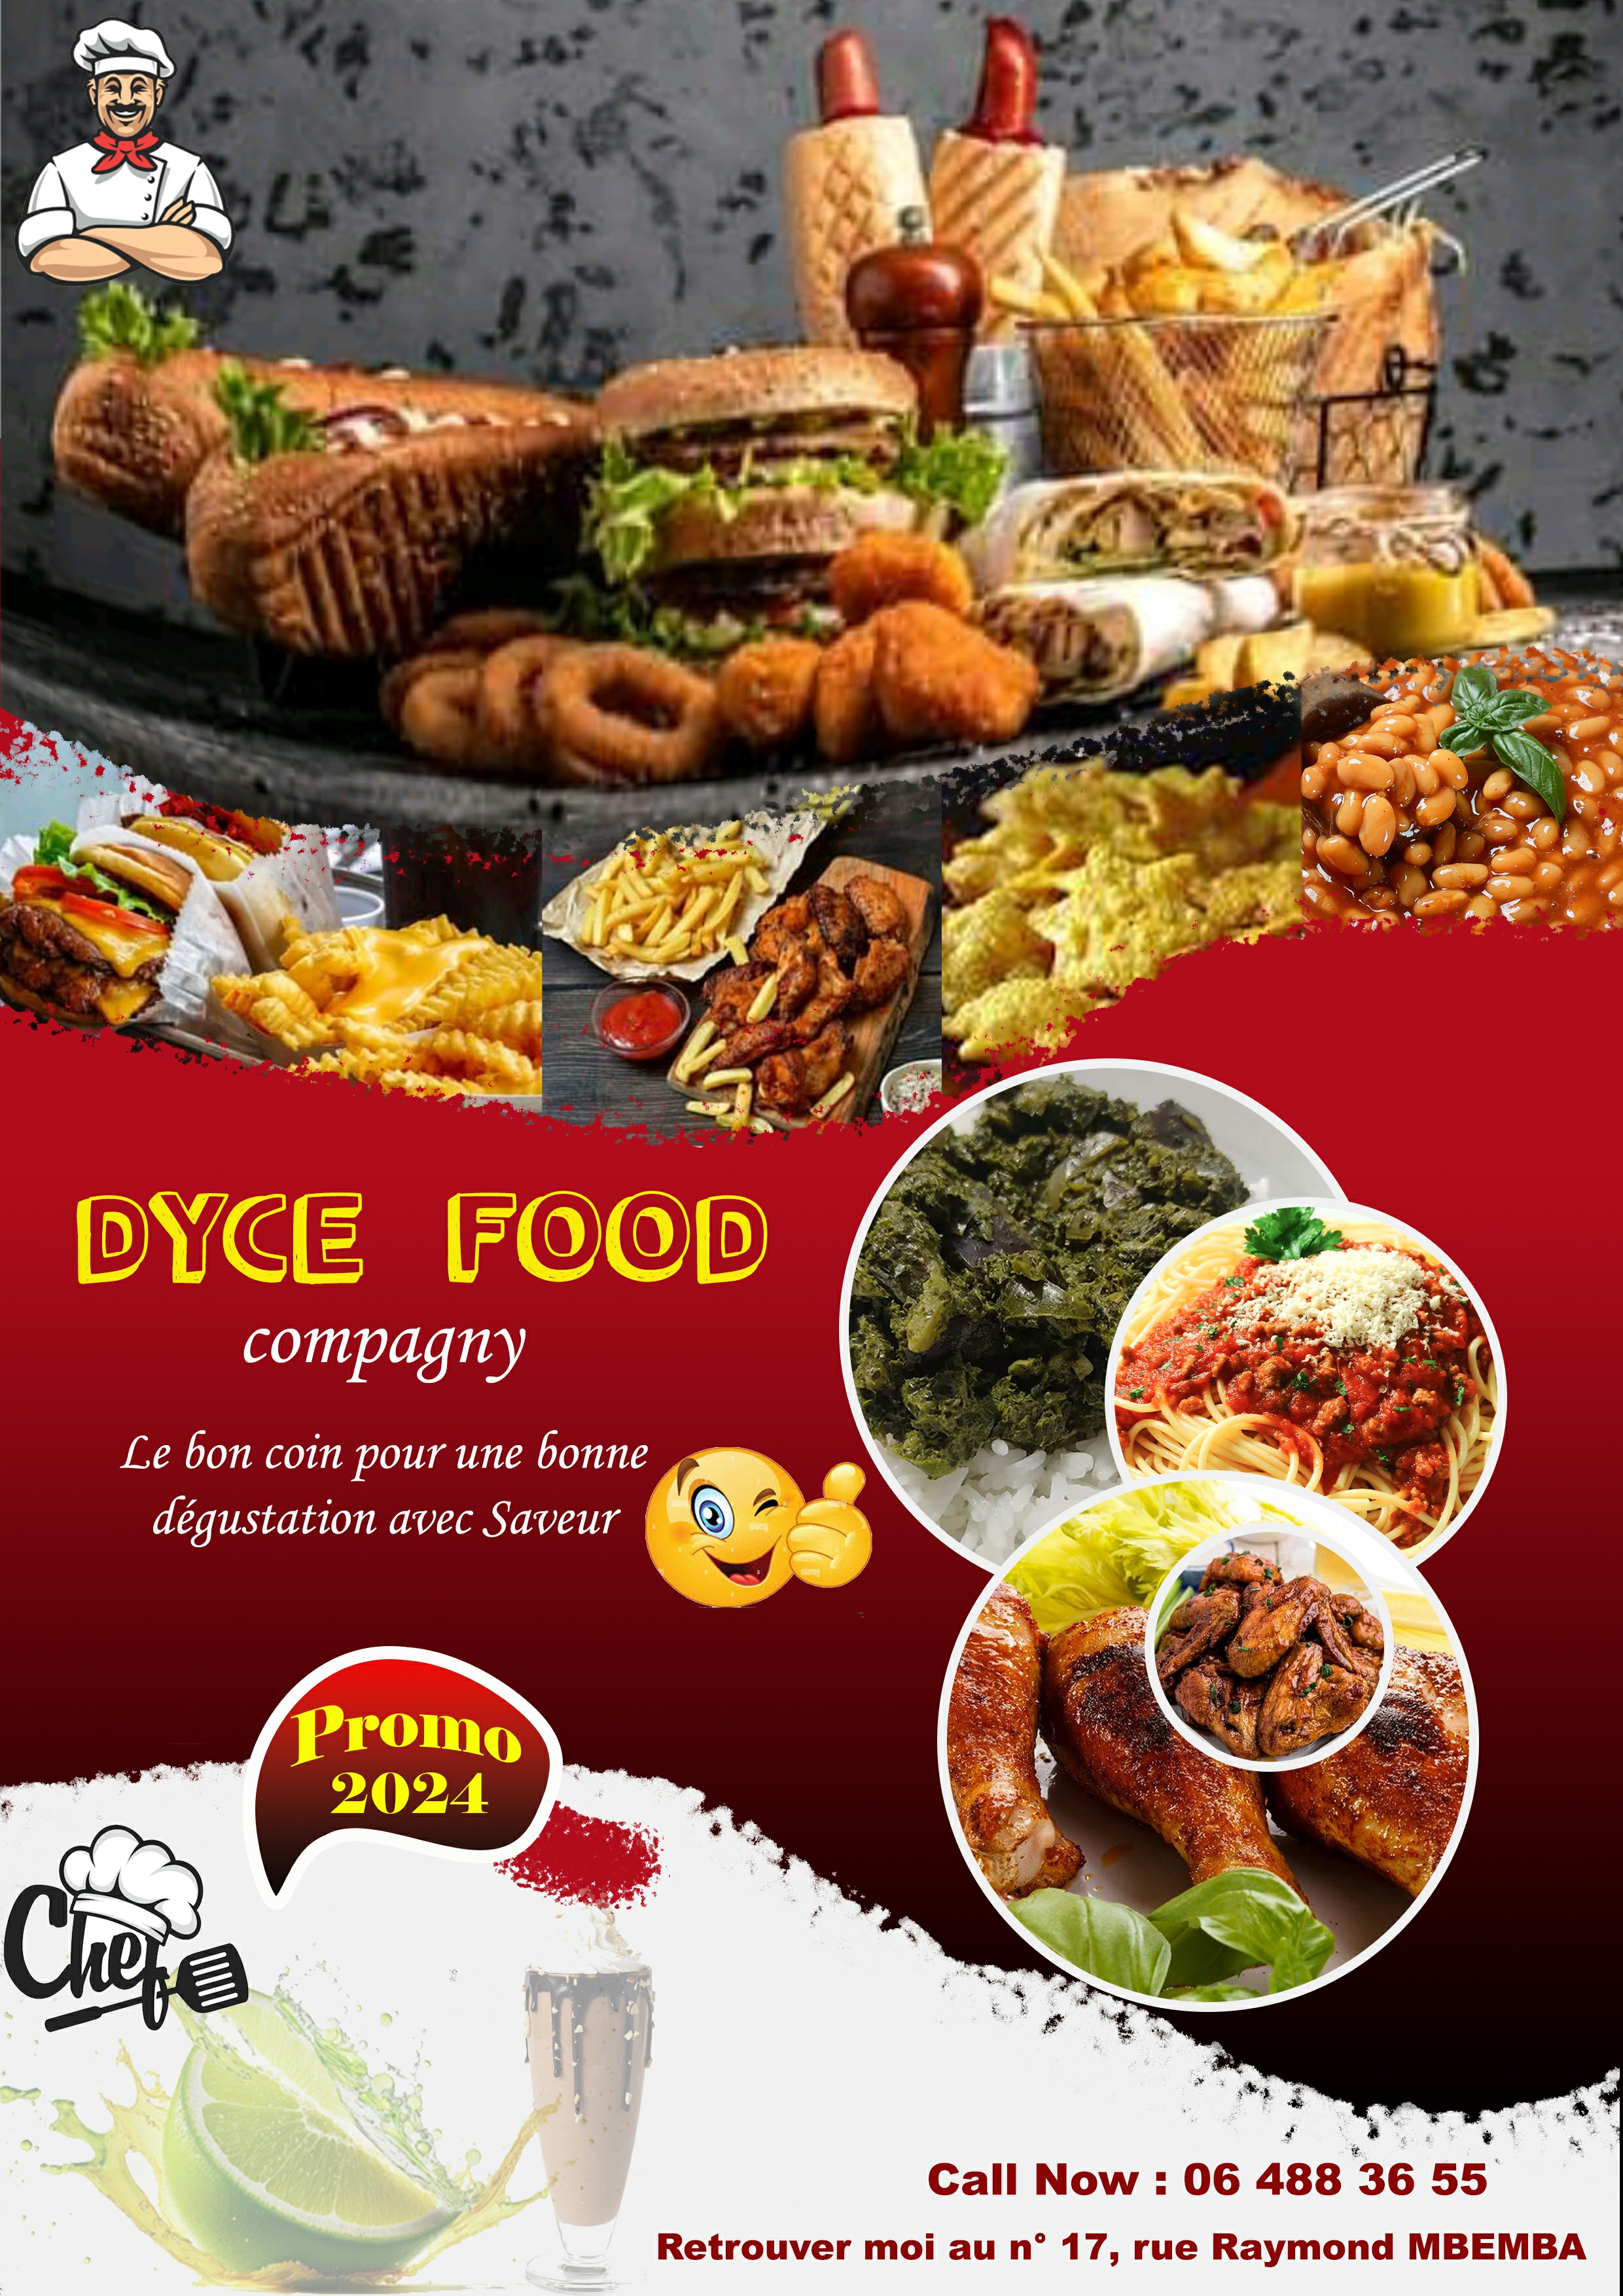 DYCE FOOD
compagny
Le bon coin pour une bonne
dégustation avec Saveur
Promo
2024
Chef
Call Now : 06 488 36 55
Retrouver moi au n° 17, rue Raymond MBEMBA